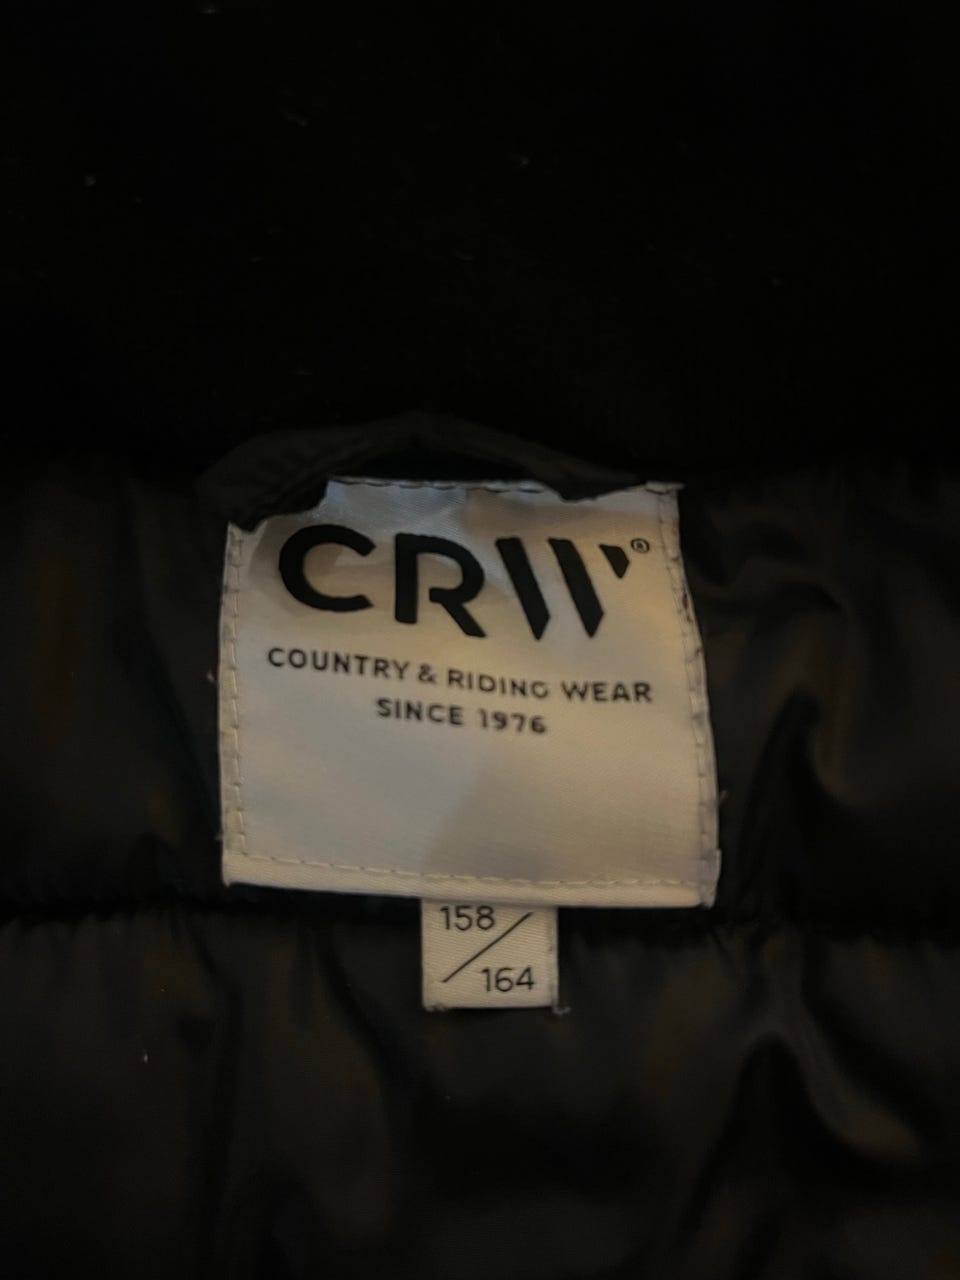 CRW®
COUNTRY & RIDING WEAR
SINCE 1976
158/
164